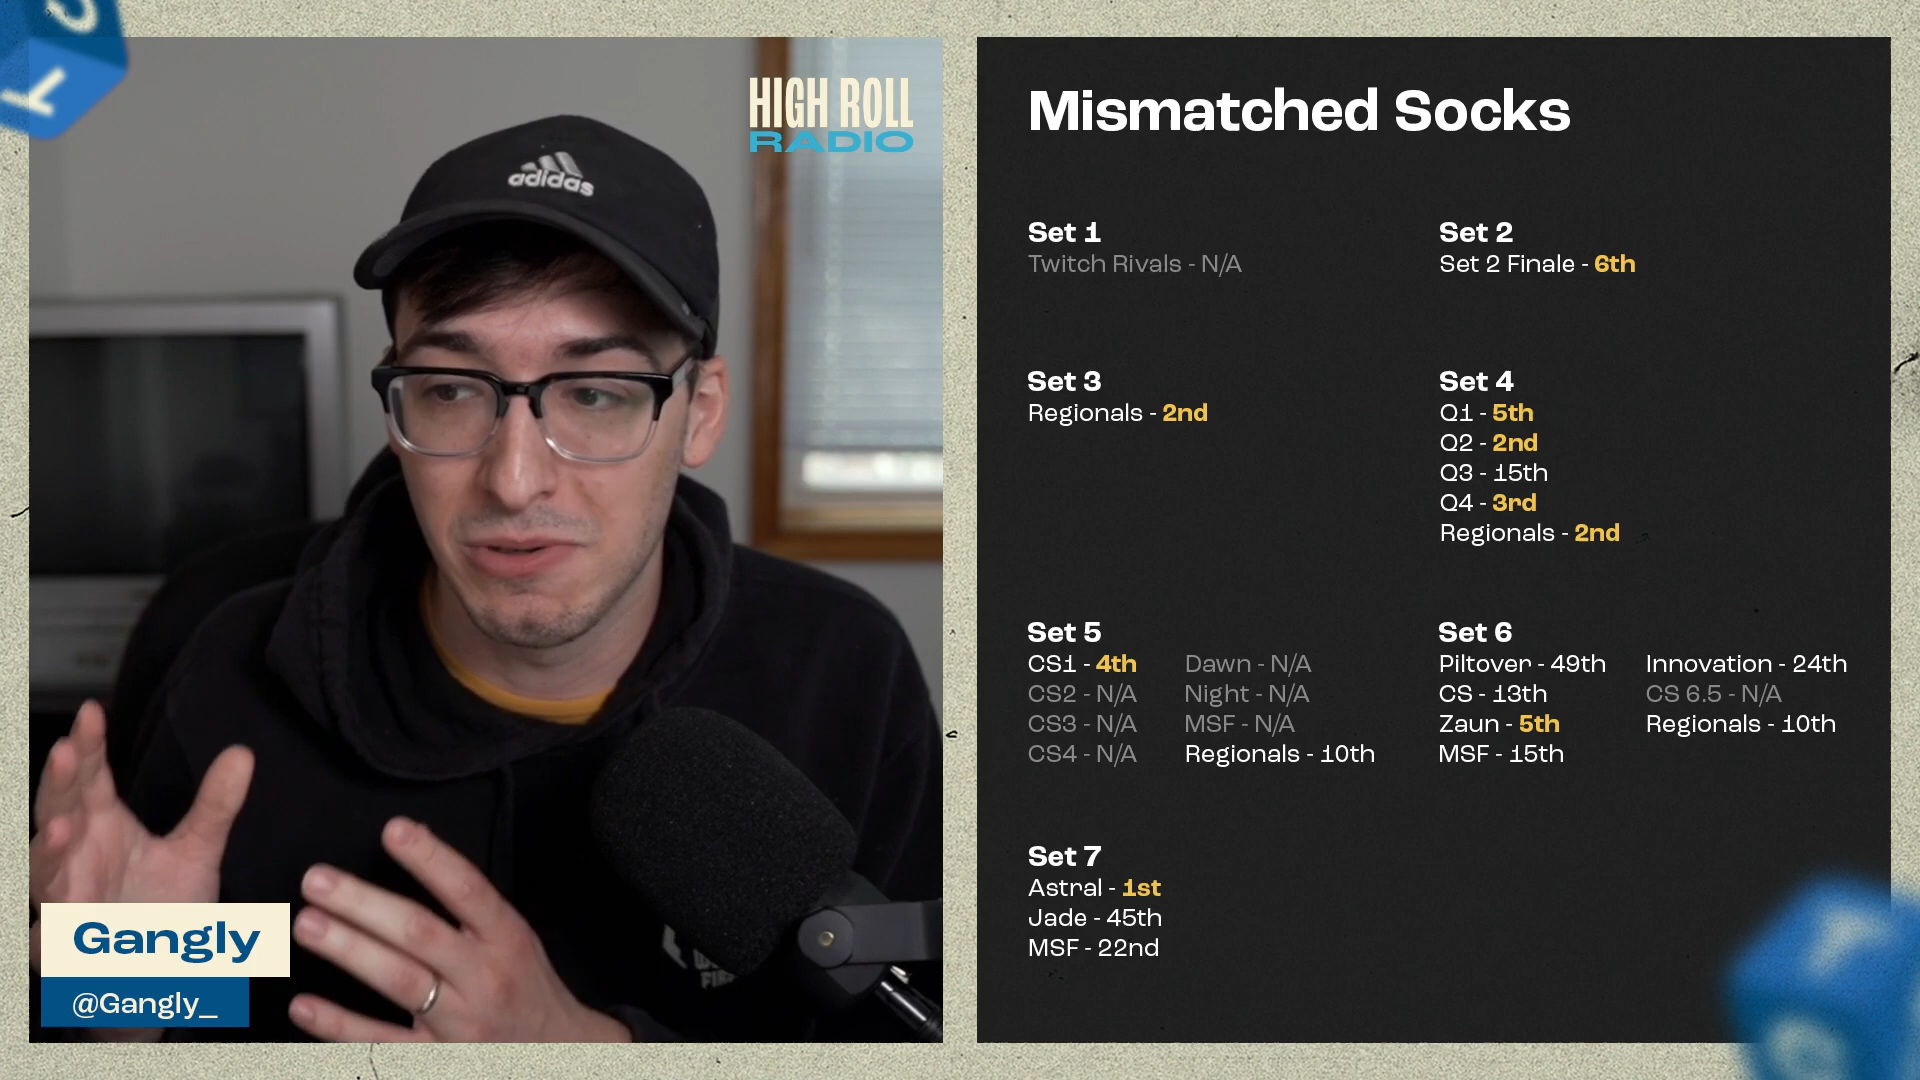 adidas
HIGH ROLL
RADIO
Gangly
@Gangly_
Mismatched Socks
Set 1
Twitch Rivals - N/A
Set 2
Set 2 Finale - 6th
Set 3
Regionals - 2nd
Set 4
Q1 - 5th
Q2 - 2nd
Q3 - 15th
Q4 - 3rd
Regionals - 2nd
Set 5
CS1 - 4th
CS2 - N/A
CS3 - N/A
CS4 - N/A
Dawn - N/A
Night - N/A
MSF - N/A
Regionals - 10th
Set 6
Piltover - 49th
CS - 13th
Zaun - 5th
MSF - 15th
Innovation - 24th
CS 6.5 - N/A
Regionals - 10th
Set 7
Astral - 1st
Jade - 45th
MSF - 22nd